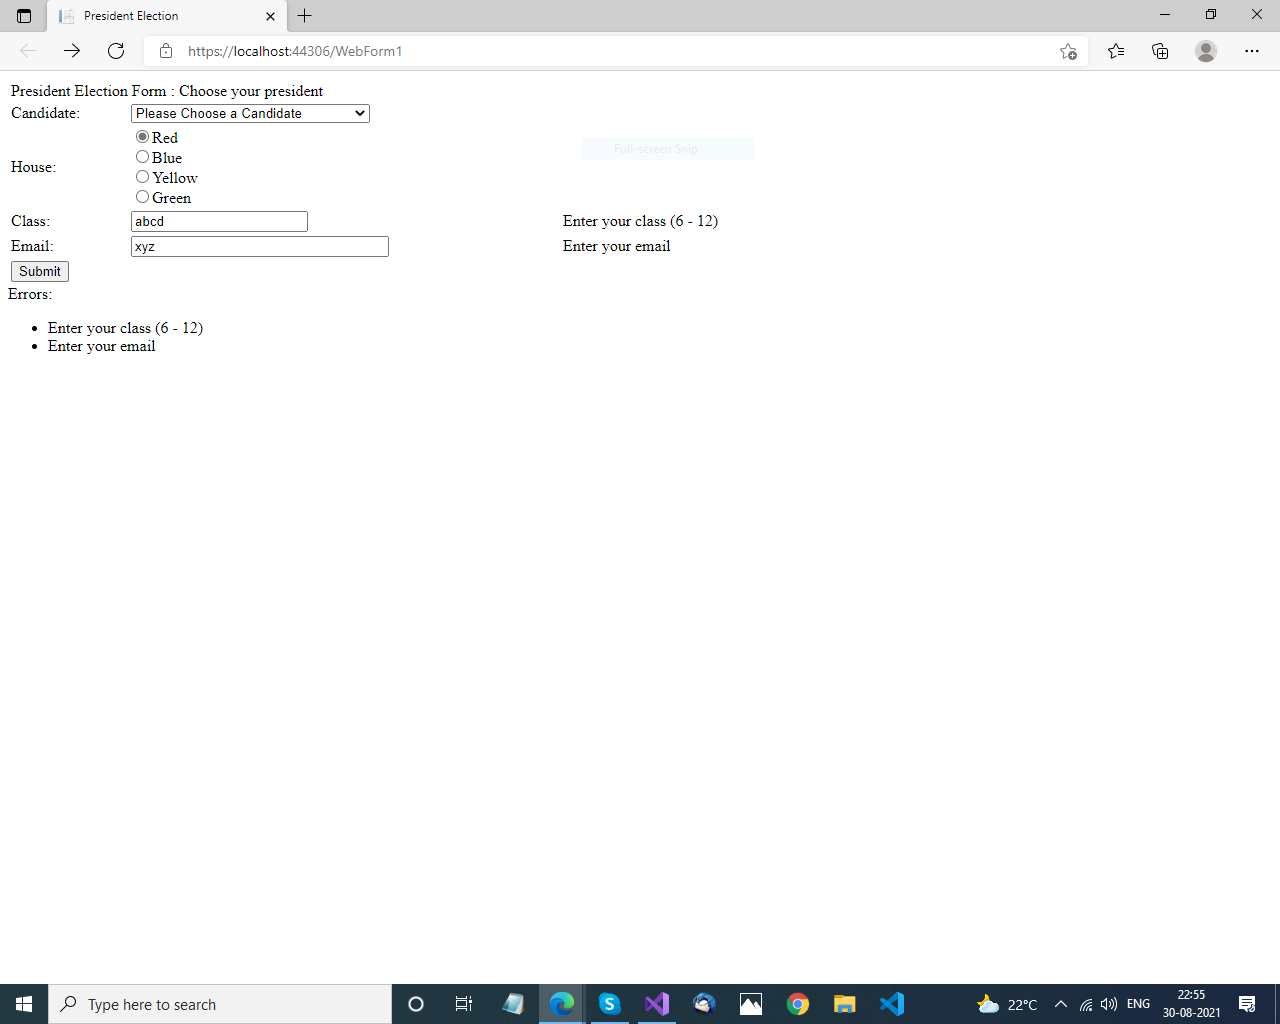 President Election
https://localhost:44306/WebForm1
President Election Form : Choose your president
Candidate: Please Choose a Candidate
Red
Full-screen Snip
Blue
House:
Yellow
Green
Class: abcd Enter your class (6 - 12)
Email: xyz Enter your email
Submit
Errors:
• Enter your class (6 - 12)
• Enter your email
Type here to search
22°C
ENG
22:55
30-08-2021